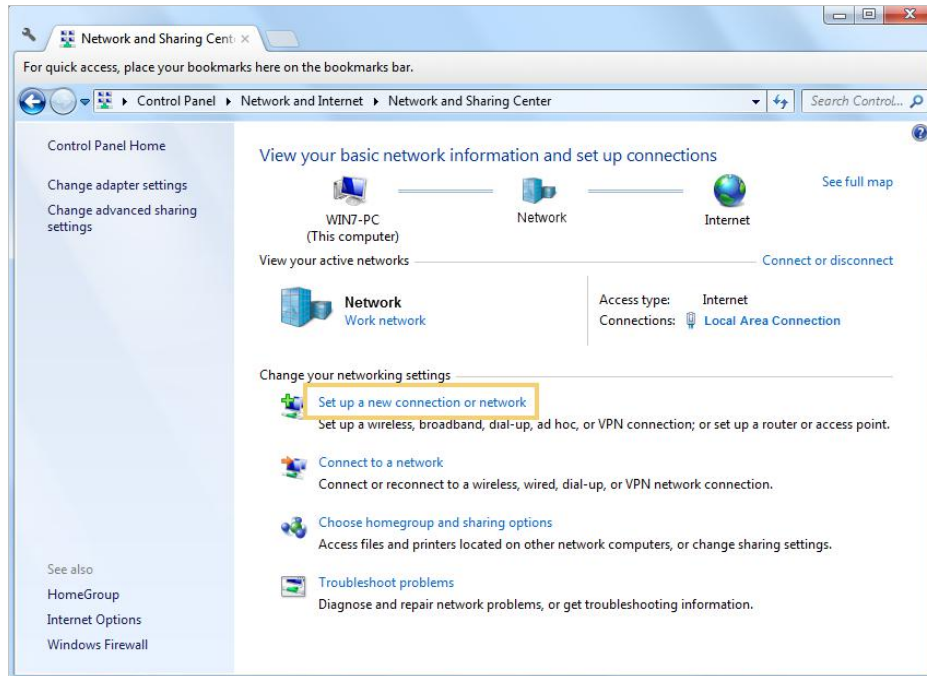 Network and Sharing Cent
For quick access, place your bookmarks here on the bookmarks bar.
Control Panel Network and Internet Network and Sharing Center
Search Control...
Control Panel Home
Change adapter settings
Change advanced sharing
settings
View your basic network information and set up connections
See full map
WIN7-PC
(This computer)
Network
Internet
View your active networks
Connect or disconnect
Network
Work network
Access type: Internet
Connections: Local Area Connection
Change your networking settings
Set up a new connection or network
Set up a wireless, broadband, dial-up, ad hoc, or VPN connection; or set up a router or access point.
Connect to a network
Connect or reconnect to a wireless, wired, dial-up, or VPN network connection.
Choose homegroup and sharing options
Access files and printers located on other network computers, or change sharing settings.
Troubleshoot problems
Diagnose and repair network problems, or get troubleshooting information.
See also
HomeGroup
Internet Options
Windows Firewall